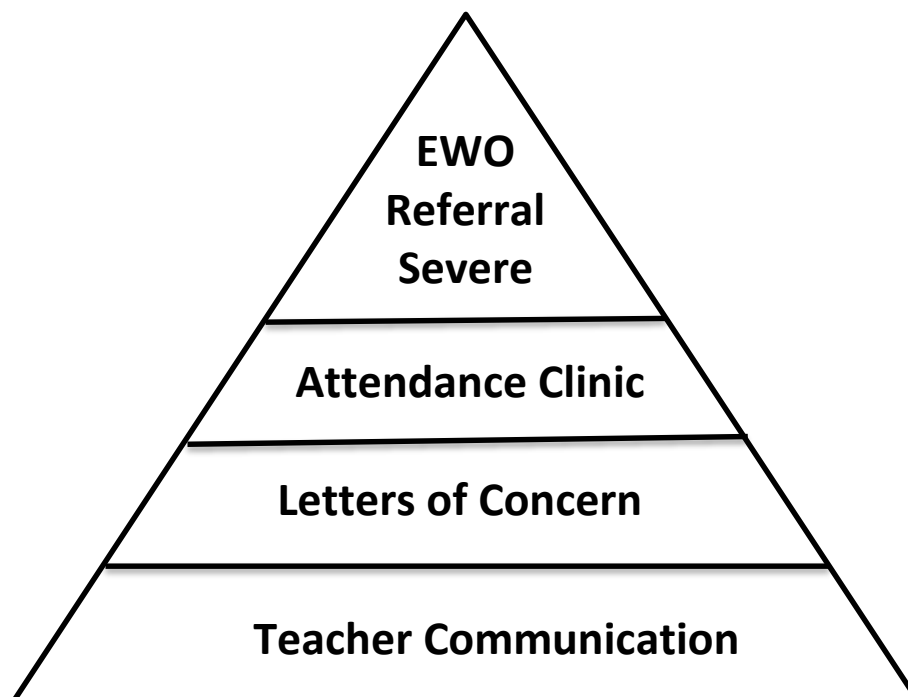 EWO
Referral
Severe
Attendance Clinic
Letters of Concern
Teacher Communication